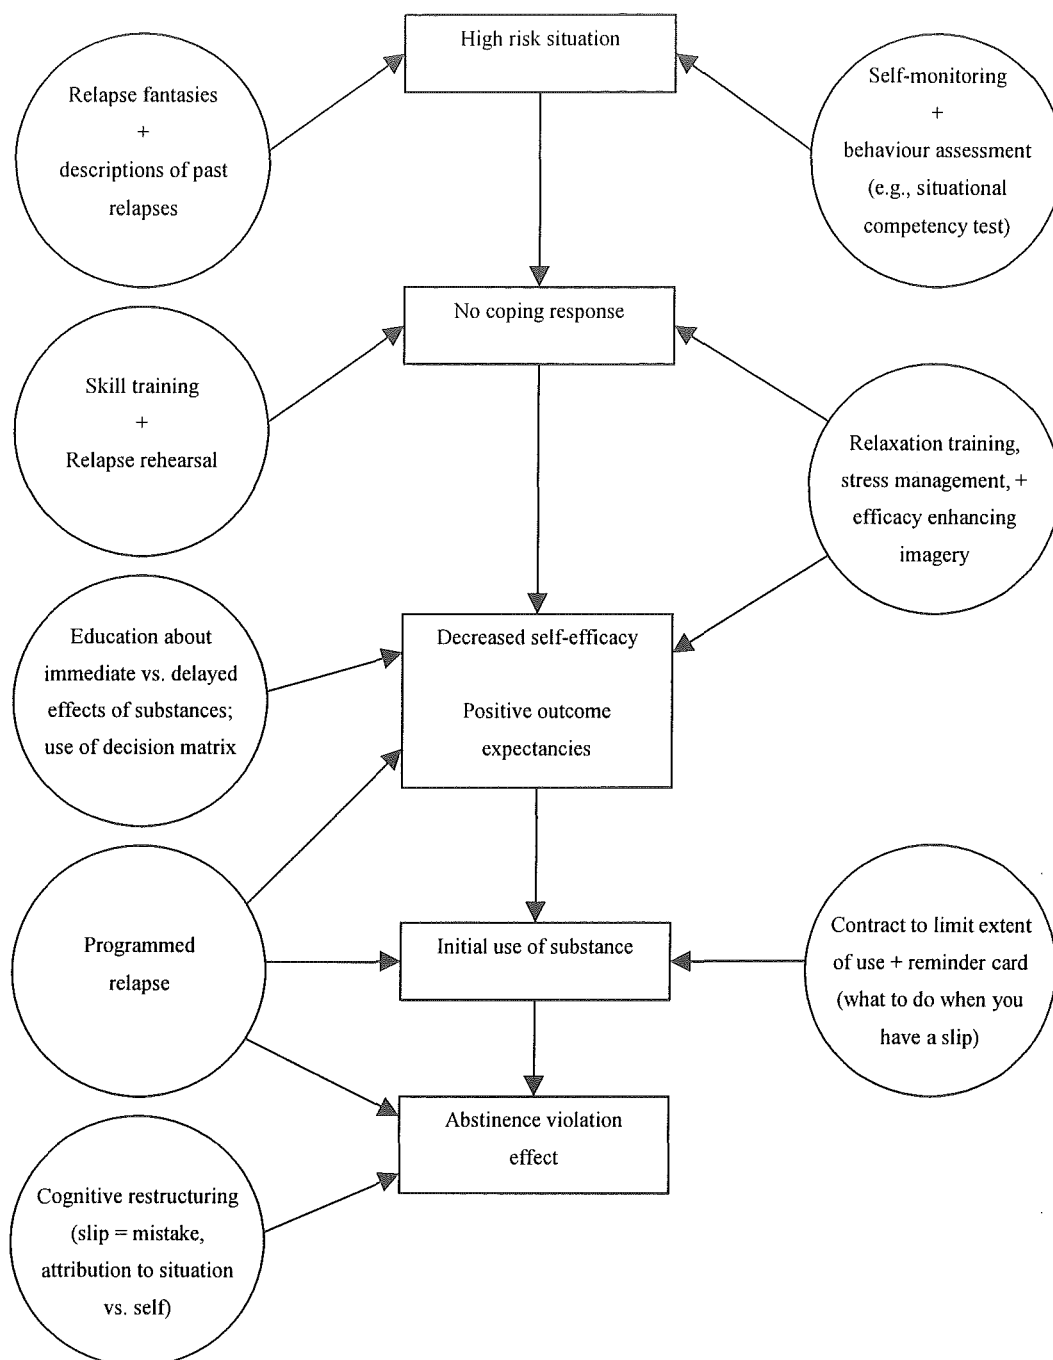 High risk situation
Relapse fantasies
+
descriptions of past
relapses
Self-monitoring
+
behaviour assessment
(e.g., situational
competency test)
No coping response
Skill training
+
Relapse rehearsal
Relaxation training,
stress management, +
efficacy enhancing
imagery
Education about
immediate vs. delayed
effects of substances;
use of decision matrix
Decreased self-efficacy
Positive outcome
expectancies
Programmed
relapse
Initial use of substance
Contract to limit extent
of use + reminder card
(what to do when you
have a slip)
Abstinence violation
effect
Cognitive restructuring
(slip = mistake,
attribution to situation
vs. self)